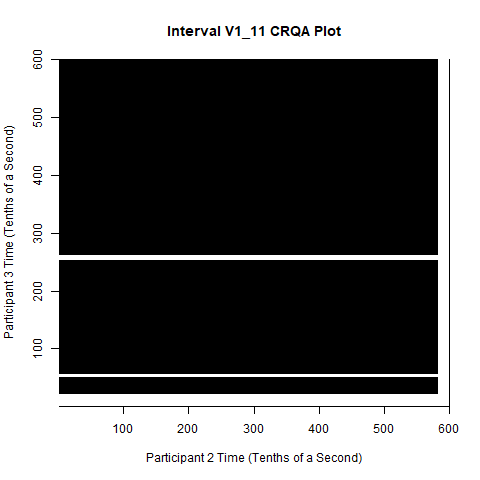 Interval V1_11 CRQA Plot
Participant 3 Time (Tenths of a Second)
600
500
400
300
200
100
100 200 300 400 500 600
Participant 2 Time (Tenths of a Second)